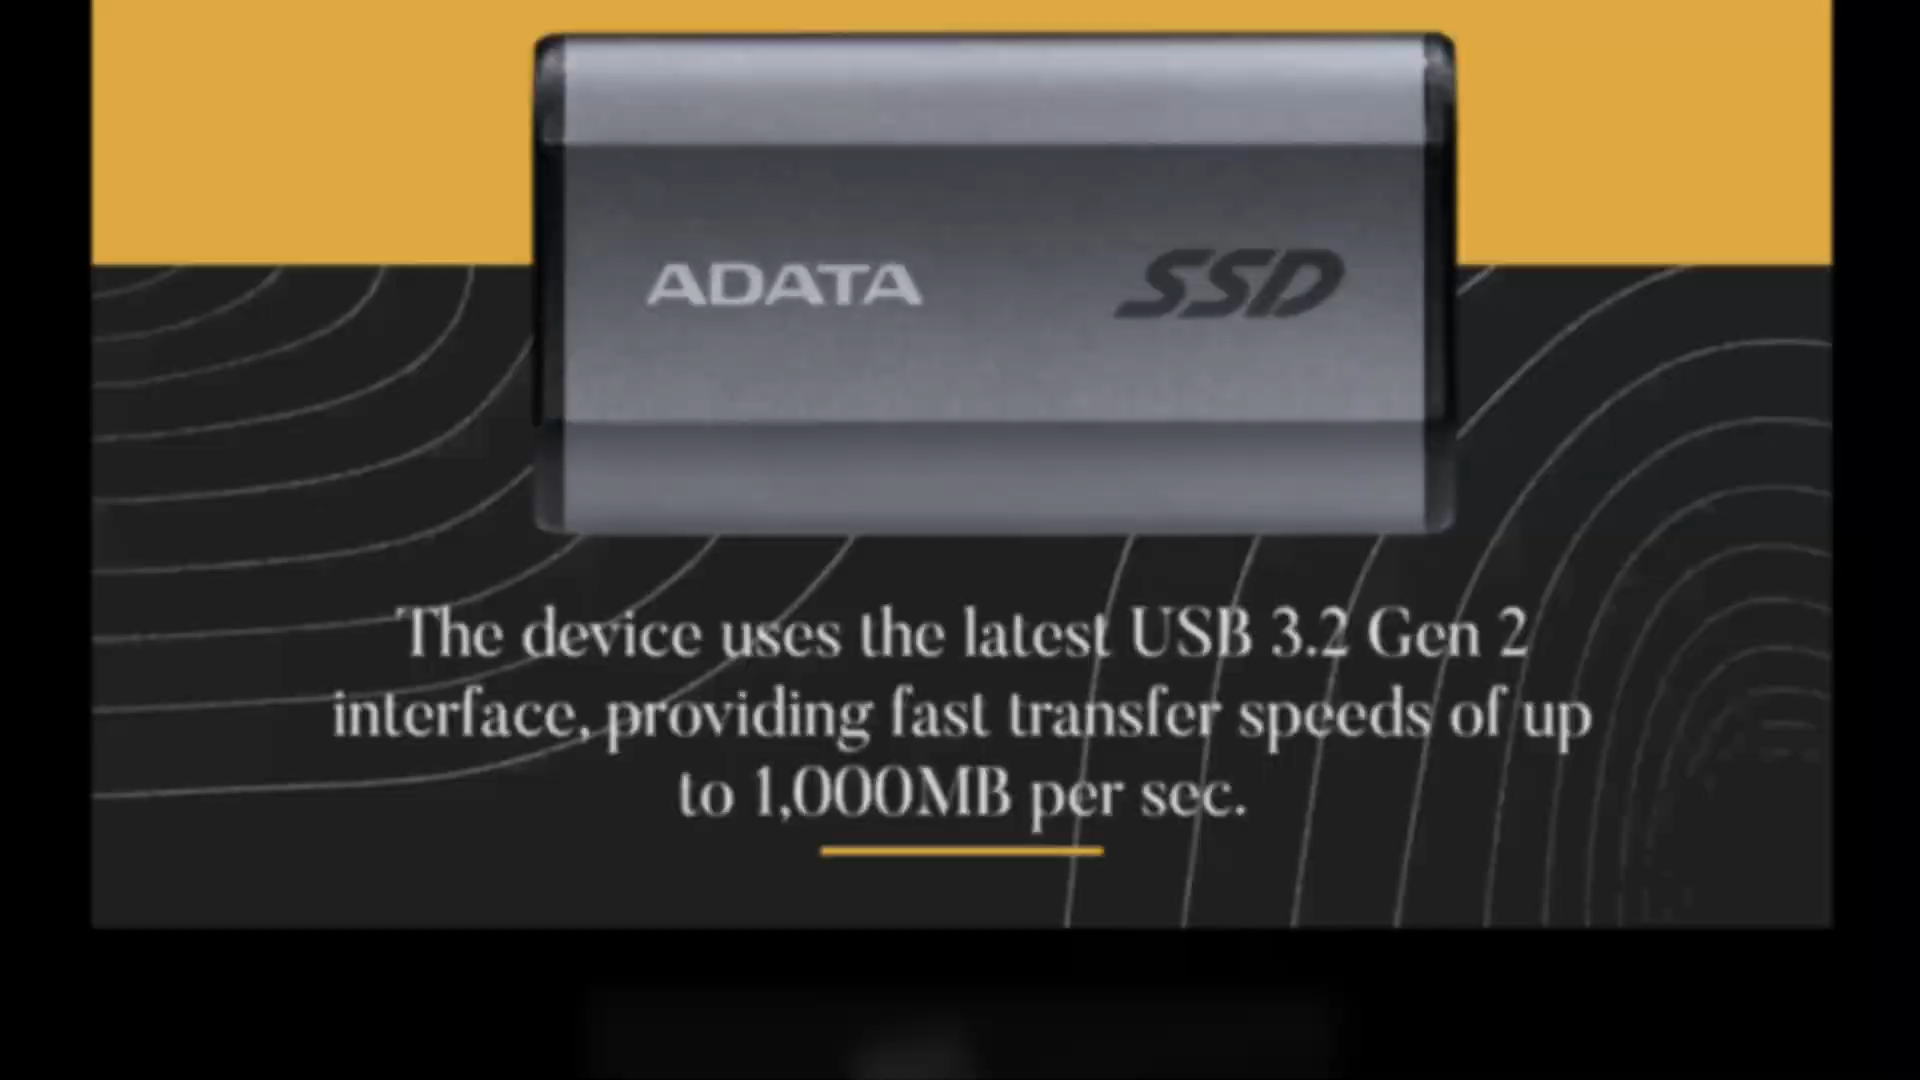 ADATA SSD
The device uses the latest USB 3.2 Gen 2
interface, providing fast transfer speeds of up
to 1,000MB per sec.